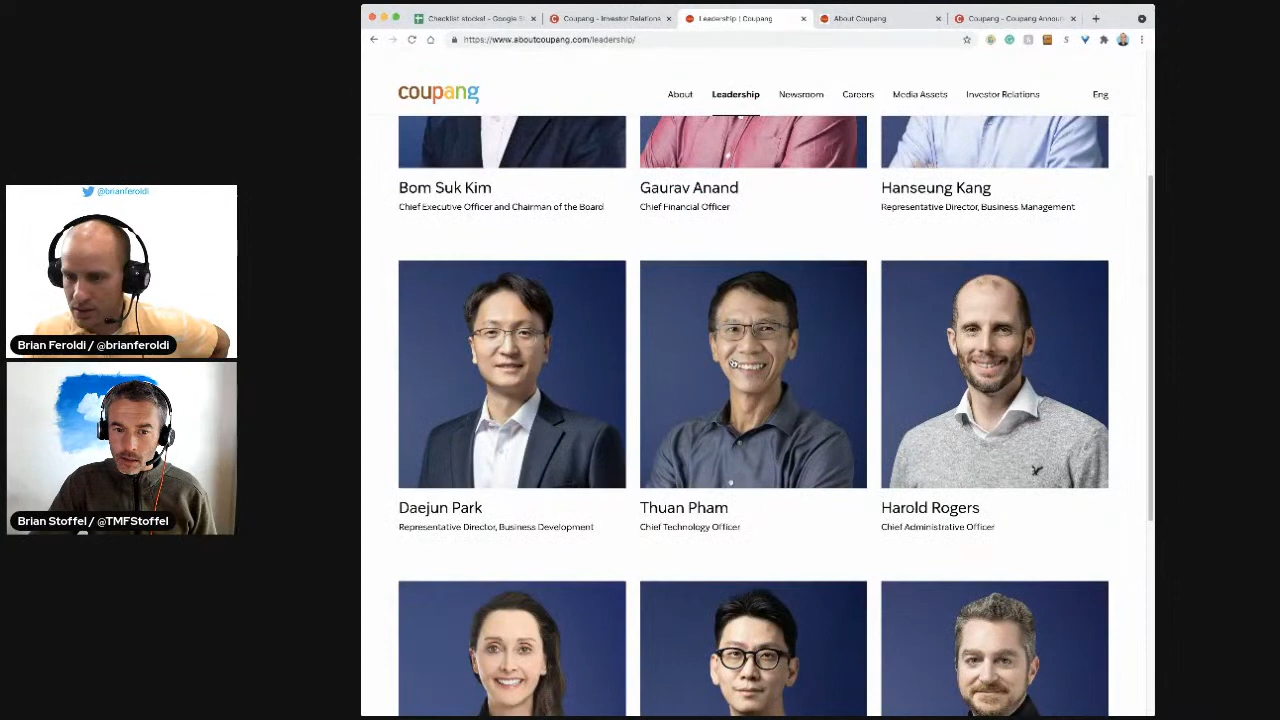 Checklist stocks! - Google S
Coupang - Investor Relations
Leadership | Coupang
About Coupang
Coupang - Coupang Announ
https://www.aboutcoupang.com/leadership/
coupang
About
Leadership
Newsroom
Careers
Media Assets
Investor Relations
Eng
Bom Suk Kim
Chief Executive Officer and Chairman of the Board
Gaurav Anand
Chief Financial Officer
Hanseung Kang
Representative Director, Business Management
@brianferoldi
Brian Feroldi / @brianferoldi
Brian Stoffel / @TMFStoffel
Daejun Park
Representative Director, Business Development
Thuan Pham
Chief Technology Officer
Harold Rogers
Chief Administrative Officer